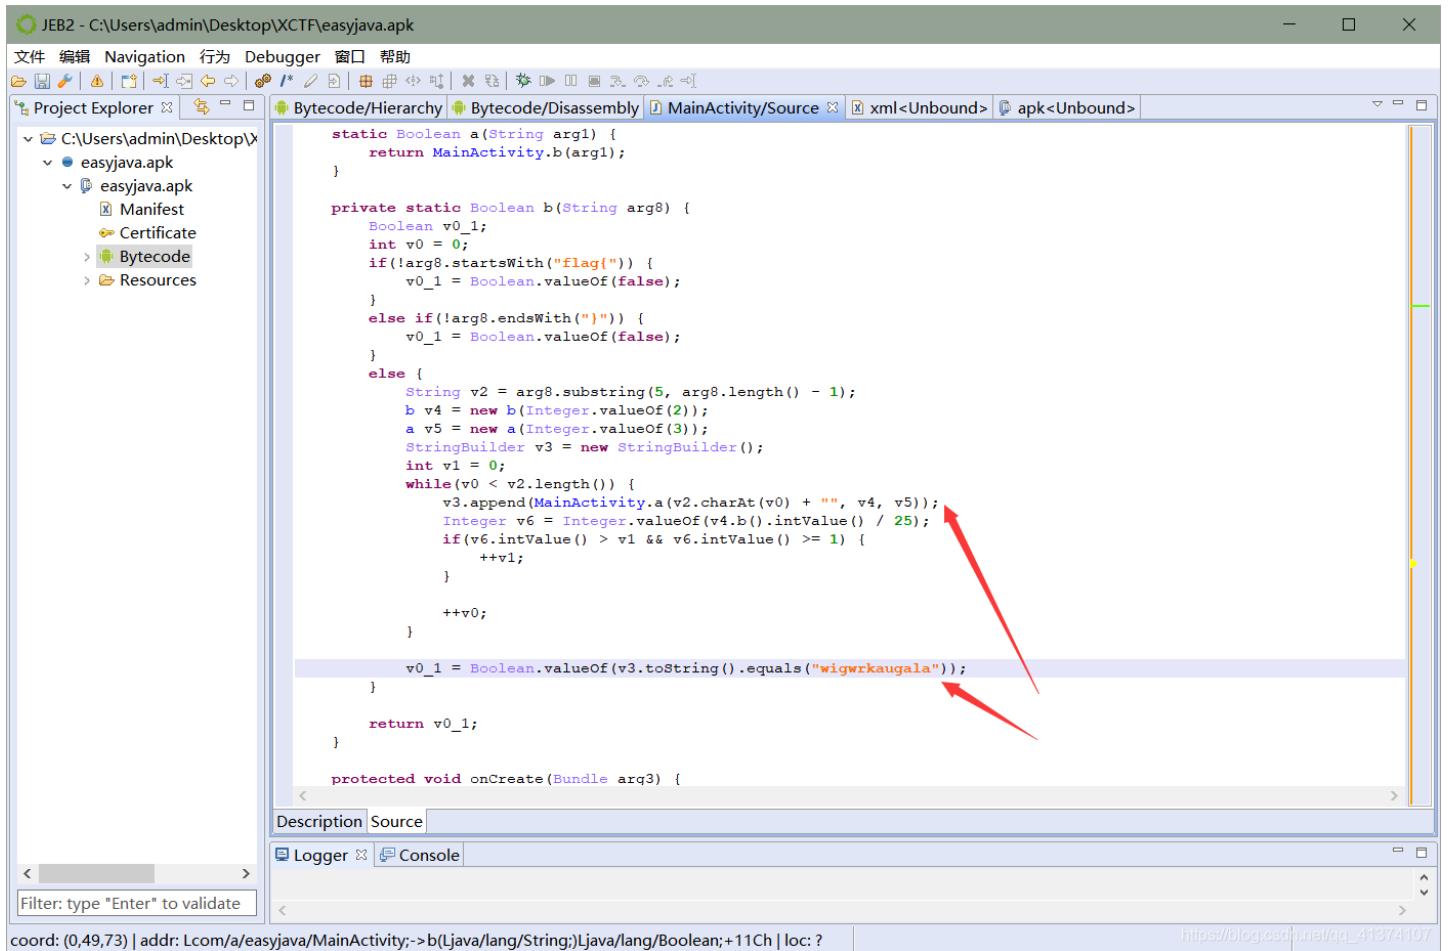 JEB2 - C:\Users\admin\Desktop\XCTF\easyjava.apk
文件 编辑 Navigation 行为 Debugger 窗口 帮助
Project Explorer
C:\Users\admin\Desktop\X
easyjava.apk
easyjava.apk
Manifest
Certificate
Bytecode
Resources
Filter: type "Enter" to validate
Bytecode/Hierarchy Bytecode/Disassembly MainActivity/Source xml<Unbound> apk<Unbound>
static Boolean a(String arg1) {
return MainActivity.b(arg1);
}
private static Boolean b(String arg8) {
Boolean v0_1;
int v0 = 0;
if(!arg8.startsWith("flag{")) {
v0_1 = Boolean.valueOf(false);
}
else if(!arg8.endsWith("}")) {
v0_1 = Boolean.valueOf(false);
}
else {
String v2 = arg8.substring(5, arg8.length() - 1);
b v4 = new b(Integer.valueOf(2));
a v5 = new a(Integer.valueOf(3));
StringBuilder v3 = new StringBuilder();
int v1 = 0;
while(v0 < v2.length()) {
v3.append(MainActivity.a(v2.charAt(v0) + "", v4, v5));
Integer v6 = Integer.valueOf(v4.b().intValue() / 25);
if(v6.intValue() > v1 && v6.intValue() >= 1) {
++v1;
}
++v0;
}
v0_1 = Boolean.valueOf(v3.toString().equals("wigwrkaugala"));
}
return v0_1;
}
protected void onCreate(Bundle arg3) {
Description Source
Logger Console
coord: (0,49,73) | addr: Lcom/a/easyjava/MainActivity;->b(Ljava/lang/String;)Ljava/lang/Boolean;+11Ch | loc: ?
https://blog.csdn.net/qq_41374107